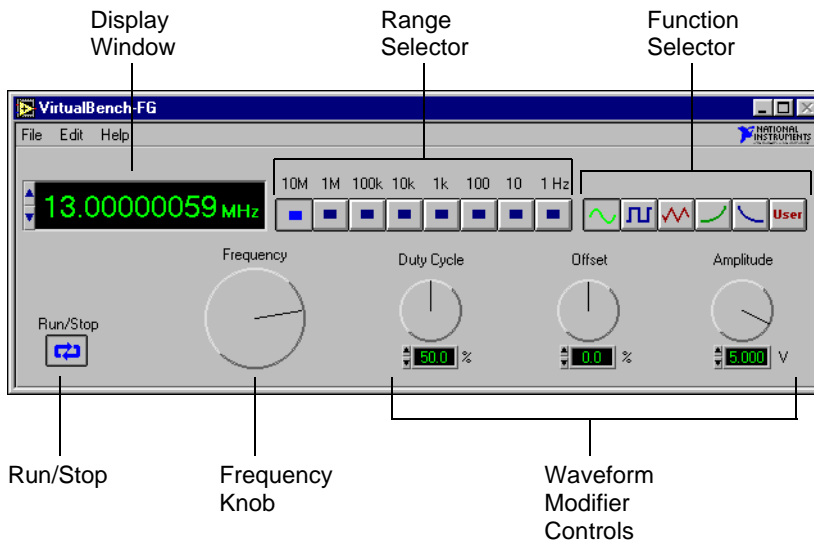 Display
Window
Range
Selector
Function
Selector
VirtualBench-FG
File Edit Help
NATIONAL
INSTRUMENTS
10M 1M 100k 10k 1k 100 10 1 Hz
13.00000059 MHz
User
Frequency
Duty Cycle
Offset
Amplitude
Run/Stop
50.0 %
0.0 %
5.000 V
Run/Stop
Frequency
Knob
Waveform
Modifier
Controls